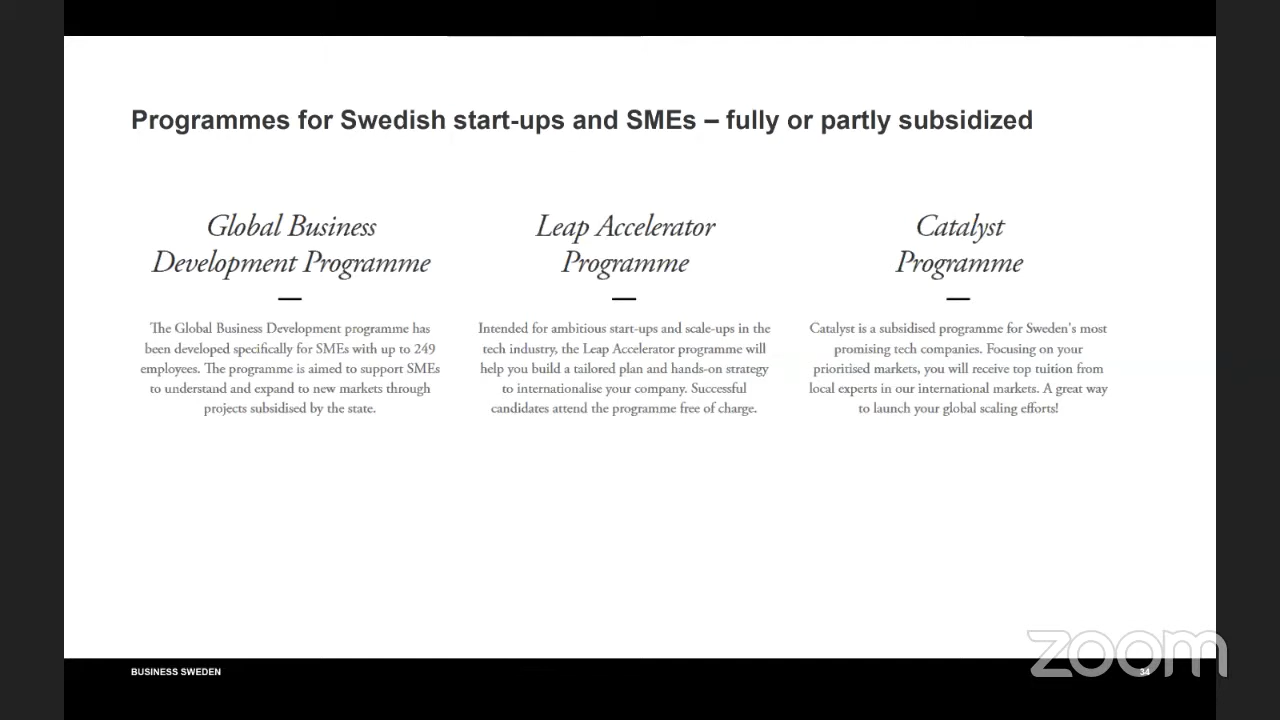 Programmes for Swedish start-ups and SMEs – fully or partly subsidized
Global Business
Development Programme
The Global Business Development programme has
been developed specifically for SMEs with up to 249
employees. The programme is aimed to support SMEs
to understand and expand to new markets through
projects subsidised by the state.
Leap Accelerator
Programme
Intended for ambitious start-ups and scale-ups in the
tech industry, the Leap Accelerator programme will
help you build a tailored plan and hands-on strategy
to internationalise your company. Successful
candidates attend the programme free of charge.
Catalyst
Programme
Catalyst is a subsidised programme for Sweden's most
promising tech companies. Focusing on your
prioritised markets, you will receive top tuition from
local experts in our international markets. A great way
to launch your global scaling efforts!
BUSINESS SWEDEN
34
zoom